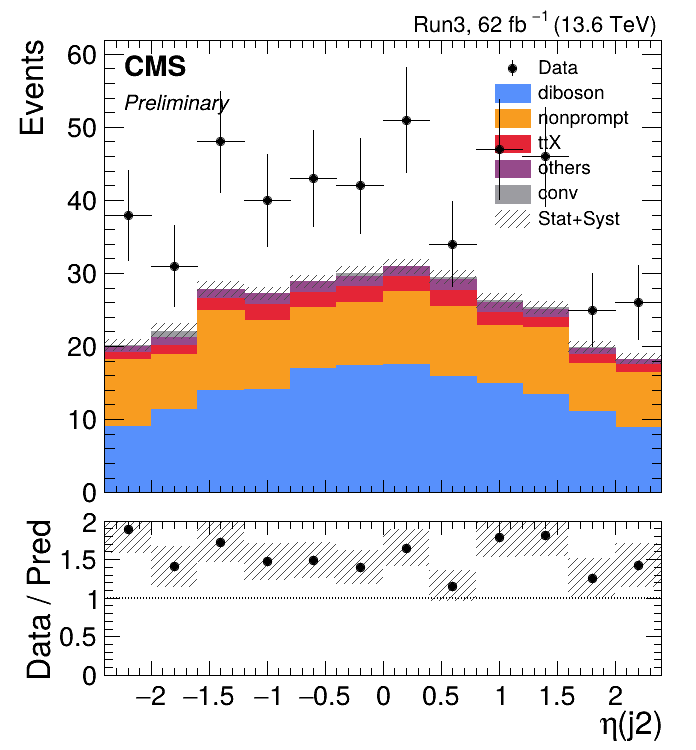 Run3, 62 fb⁻¹ (13.6 TeV)
CMS
Preliminary
Events
60
50
40
30
20
10
0
Data
diboson
nonprompt
ttX
others
conv
Stat+Syst
Data / Pred
2
1.5
1
0.5
0
−2 −1.5 −1 −0.5 0 0.5 1 1.5 2
η(j2)